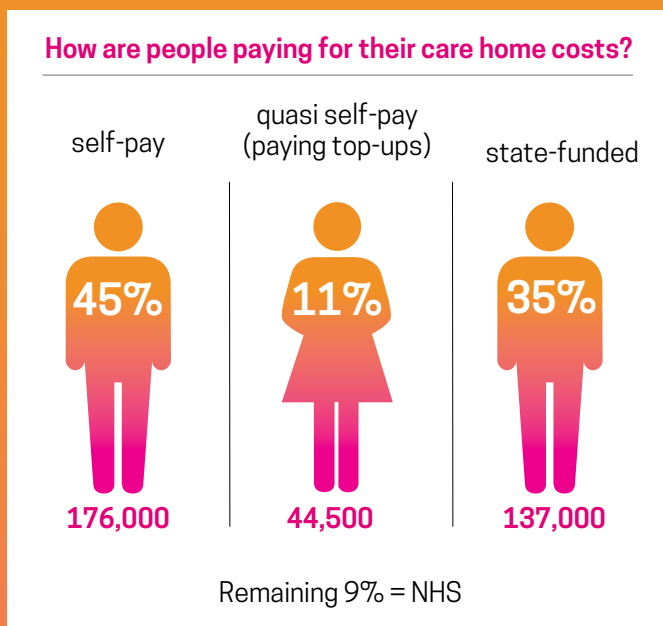 How are people paying for their care home costs?
self-pay
quasi self-pay
(paying top-ups)
state-funded
45%
11%
35%
176,000
44,500
137,000
Remaining 9% = NHS